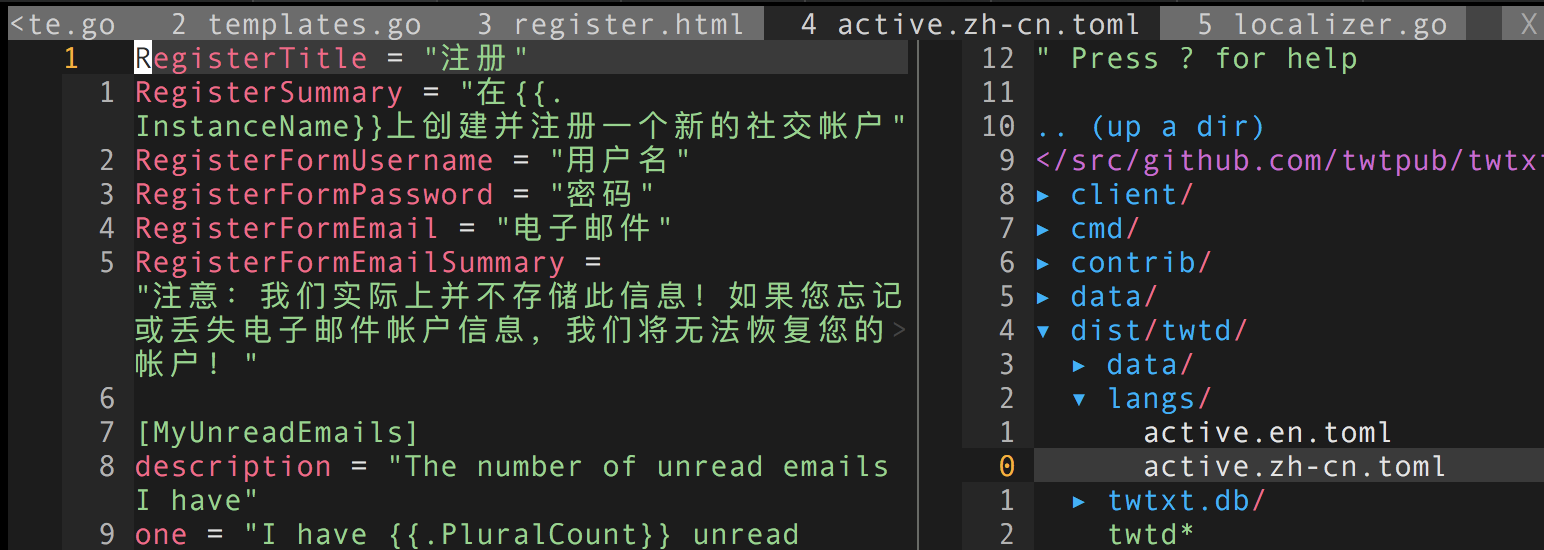 <te.go 2 templates.go 3 register.html 4 active.zh-cn.toml 5 localizer.go X
1 RegisterTitle = "注册"
1 RegisterSummary = "在{{.
InstanceName}}上创建并注册一个新的社交帐户"
2 RegisterFormUsername = "用户名"
3 RegisterFormPassword = "密码"
4 RegisterFormEmail = "电子邮件"
5 RegisterFormEmailSummary =
"注意：我们实际上并不存储此信息！如果您忘记
或丢失电子邮件帐户信息，我们将无法恢复您的>
帐户！"
6
7 [MyUnreadEmails]
8 description = "The number of unread emails
I have"
9 one = "I have {{.PluralCount}} unread
12 " Press ? for help
11
10 .. (up a dir)
9 </src/github.com/twtpub/twtxt
8 ▸ client/
7 ▸ cmd/
6 ▸ contrib/
5 ▸ data/
4 ▾ dist/twtd/
3 ▸ data/
2 ▾ langs/
1 active.en.toml
0 active.zh-cn.toml
1 ▸ twtxt.db/
2 twtd*